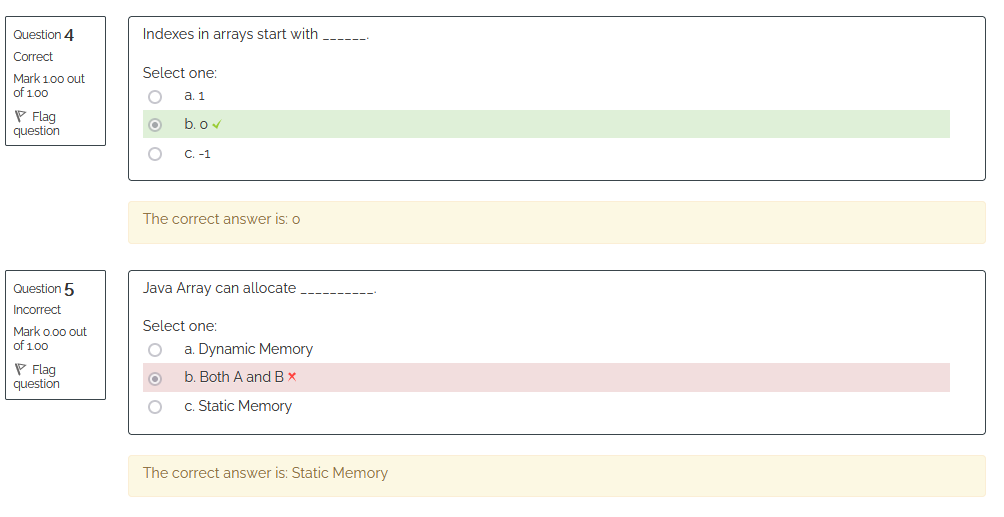 Question 4
Correct
Mark 1.00 out
of 1.00
Flag
question
Indexes in arrays start with ______.
Select one:
a. 1
b. 0
c. -1
The correct answer is: 0
Question 5
Incorrect
Mark 0.00 out
of 1.00
Flag
question
Java Array can allocate __________.
Select one:
a. Dynamic Memory
b. Both A and B
c. Static Memory
The correct answer is: Static Memory